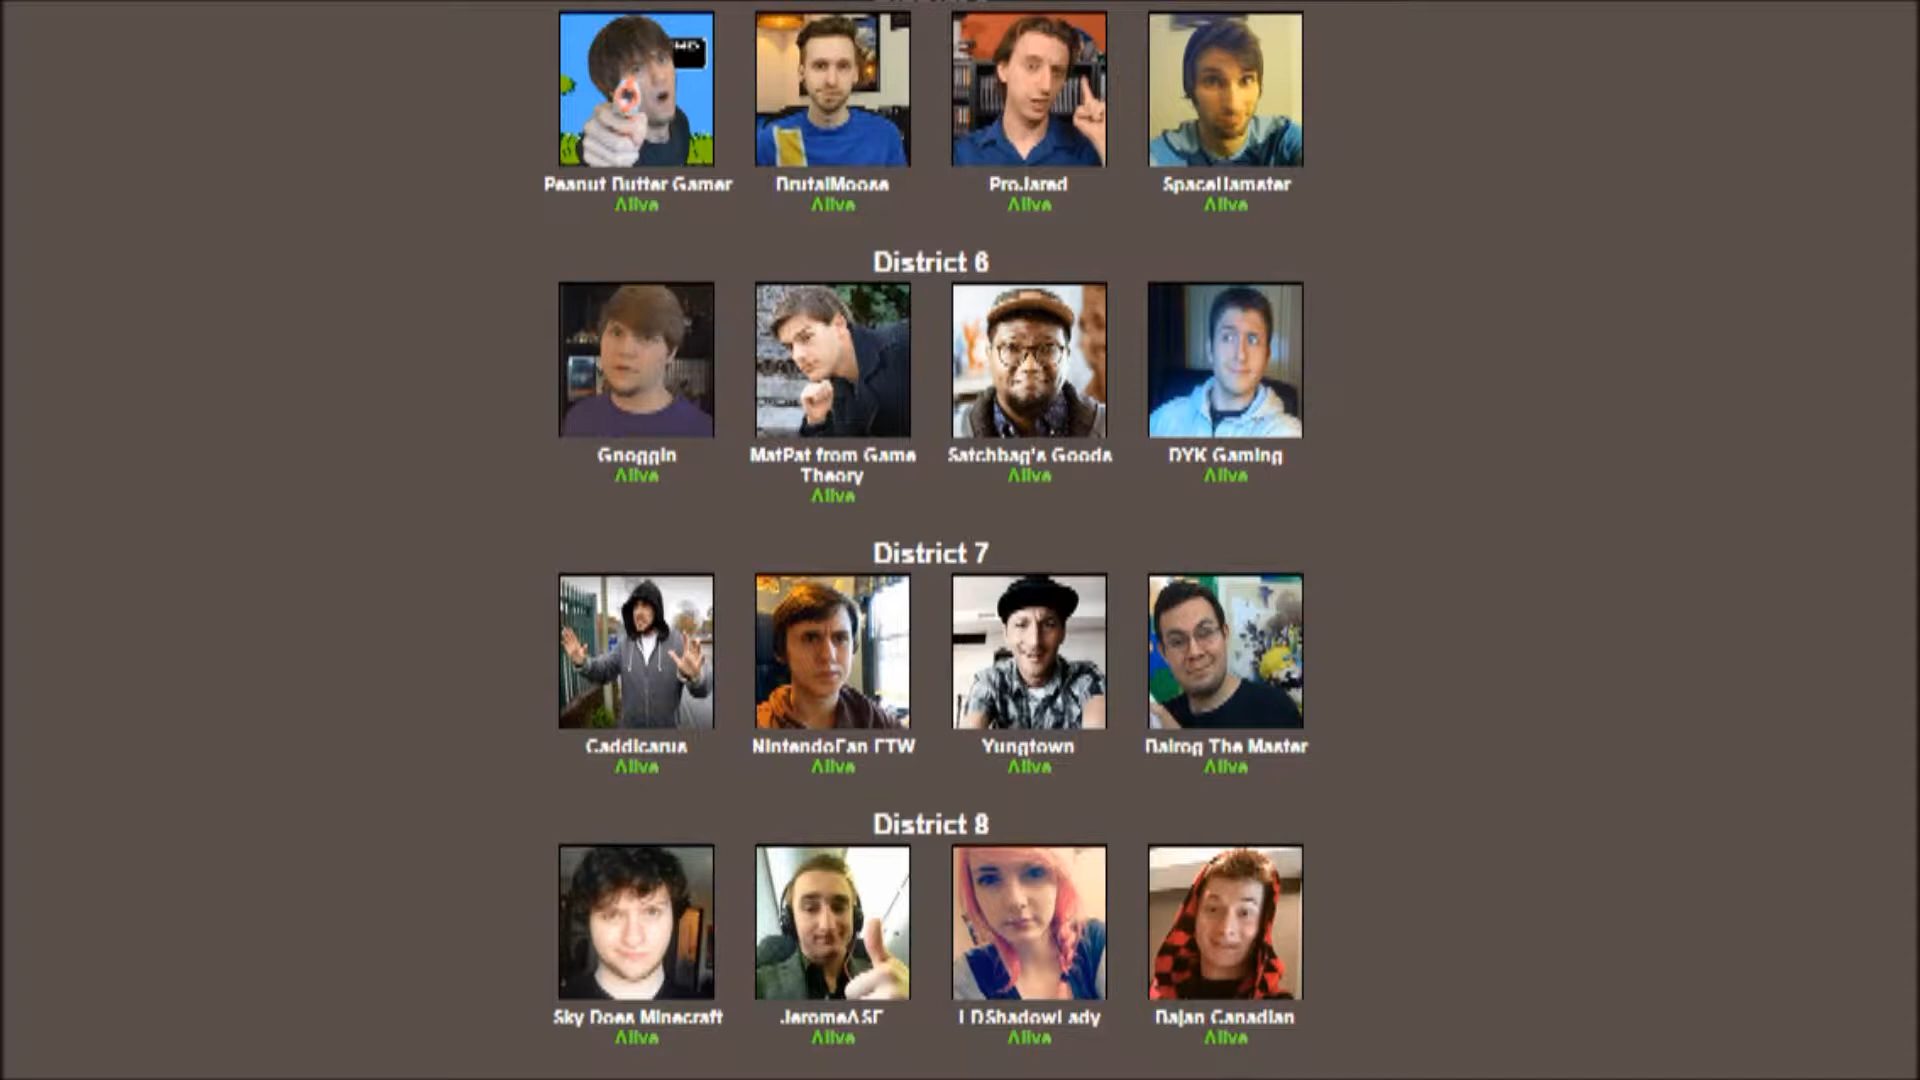 HD
Peanut Butter Gamer
BrutalMoose
ProJared
SpaceHamster
Alive
Alive
Alive
Alive
District 6
Gnoggin
MatPat from Game
Theory
Satchbag's Goods
DYK Gaming
Alive
Alive
Alive
Alive
District 7
Caddicarus
NintendoFan FTW
Yungtown
Balrog The Master
Alive
Alive
Alive
Alive
District 8
Sky Does Minecraft
JeromeASF
LDShadowLady
Bajan Canadian
Alive
Alive
Alive
Alive